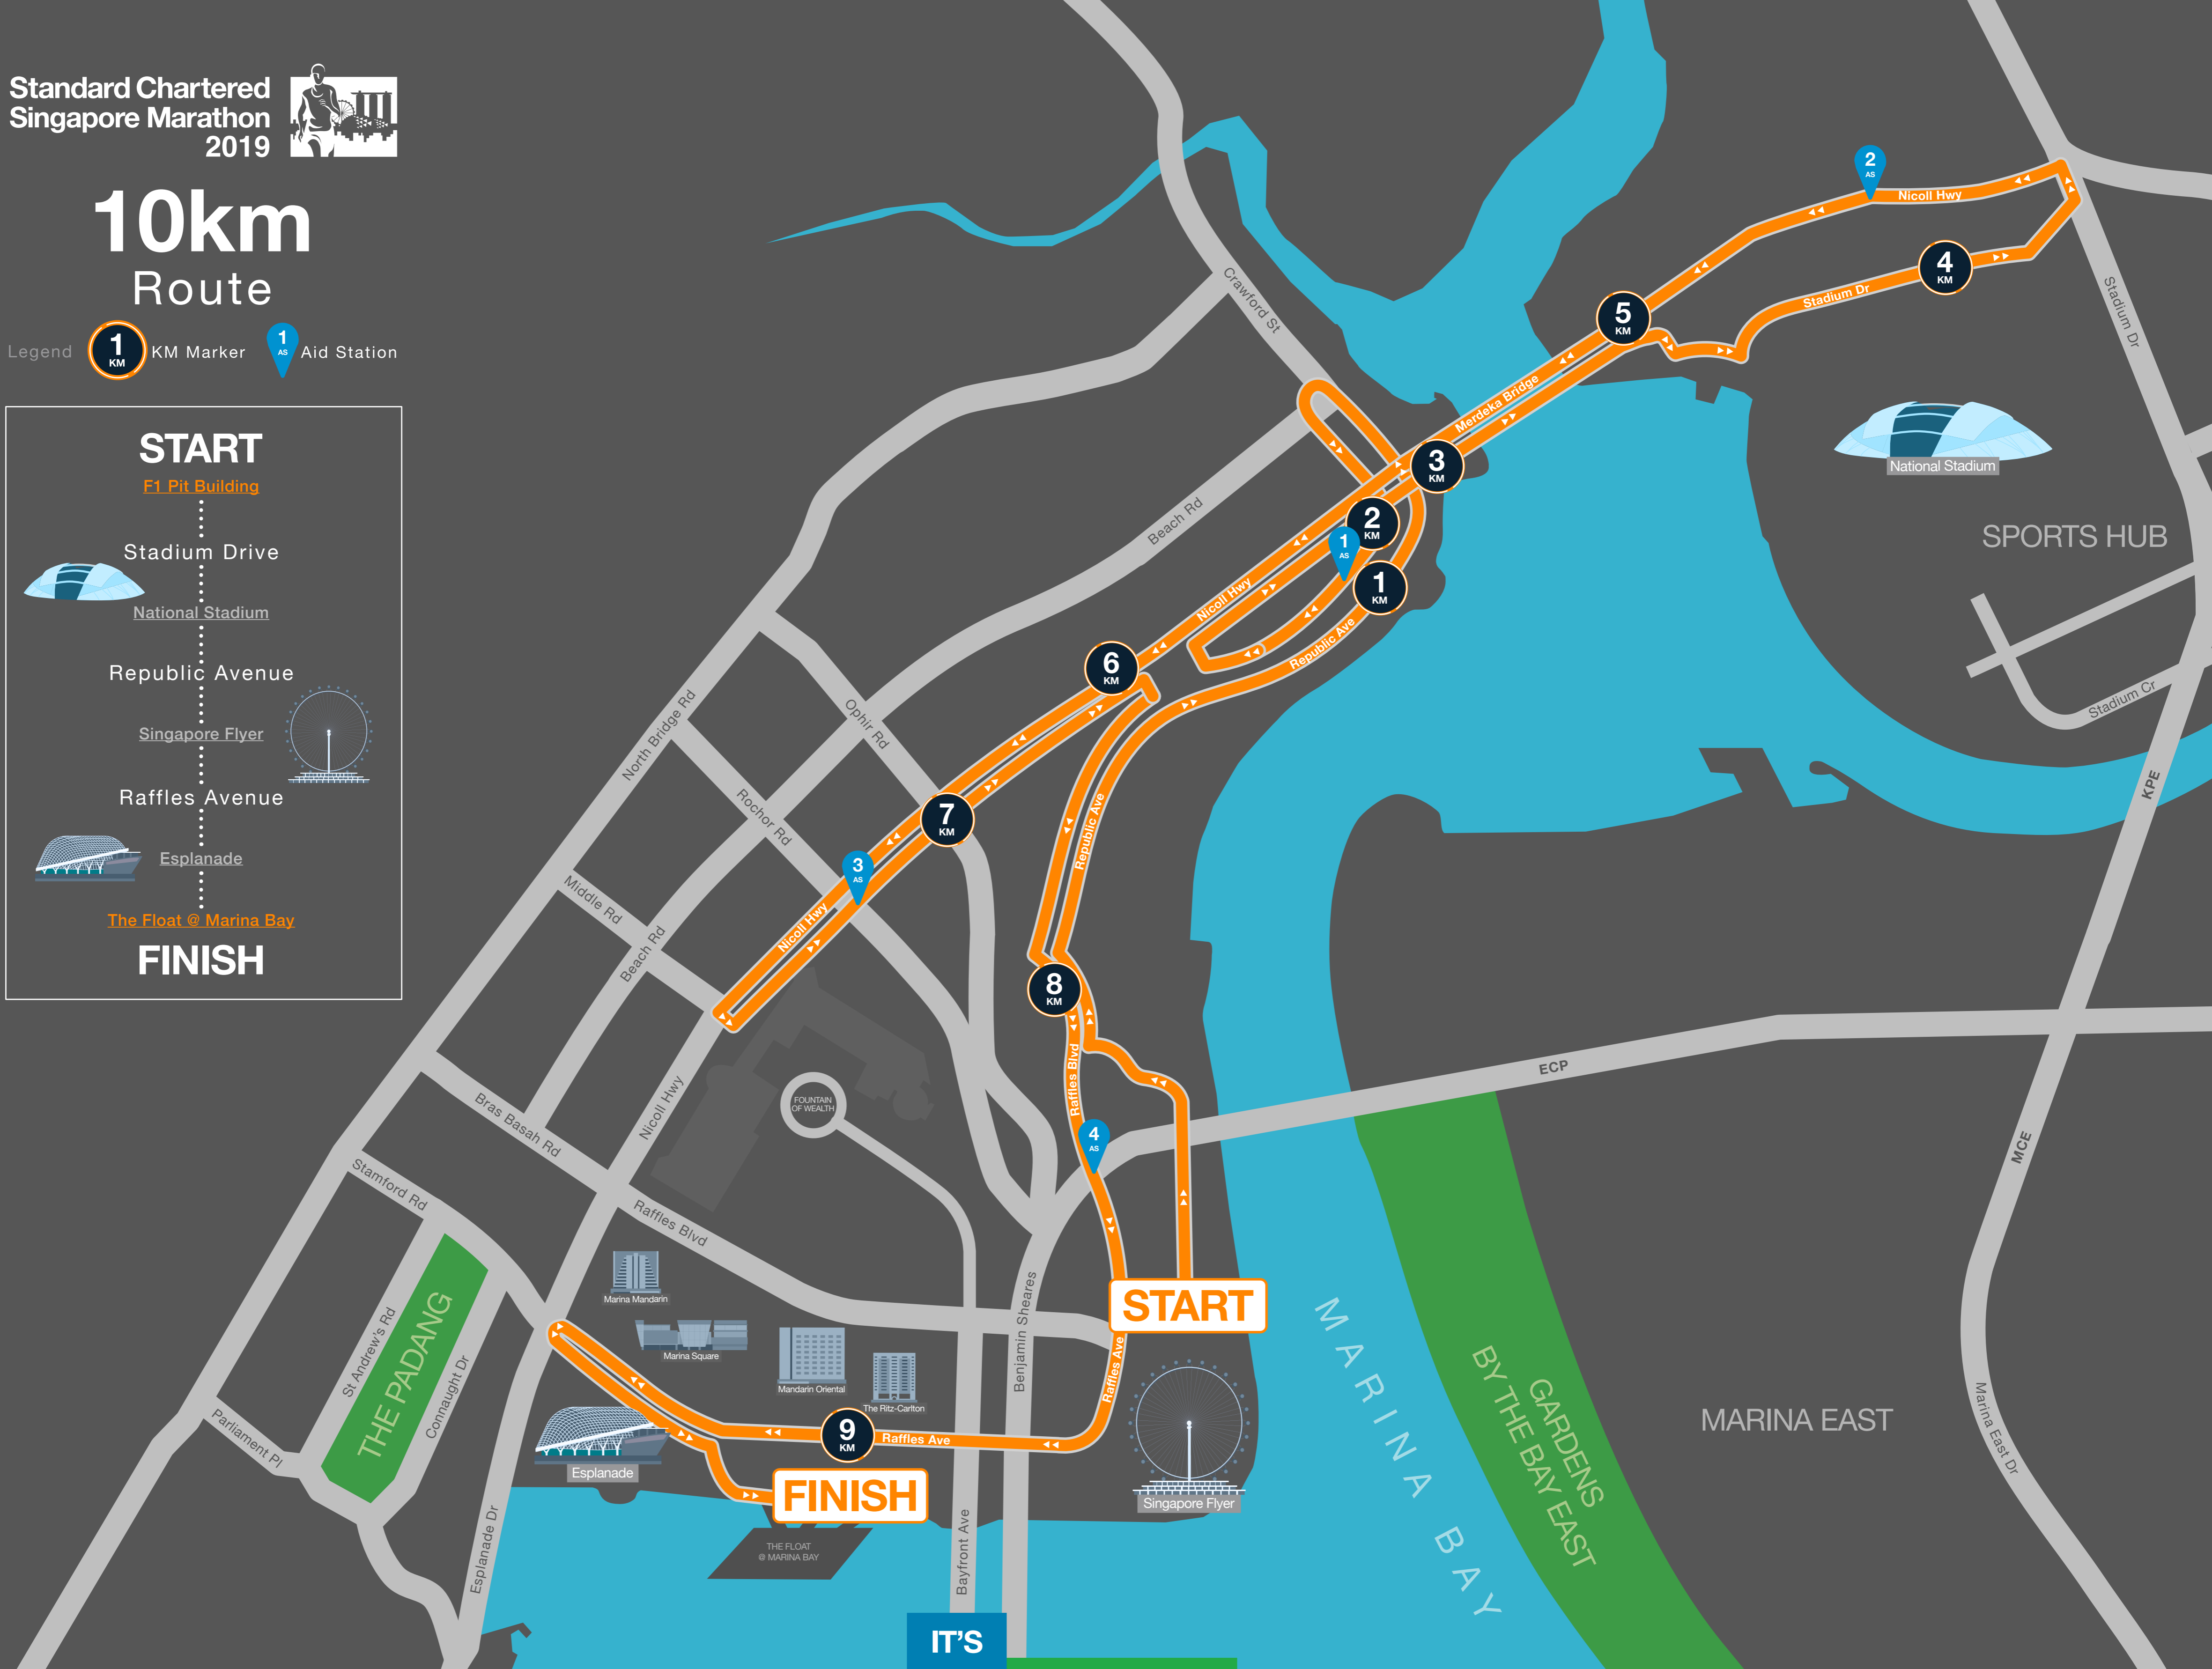 Standard Chartered
Singapore Marathon
2019
10km
Route
Legend
1
KM
KM Marker
1
AS
Aid Station
START
F1 Pit Building
Stadium Drive
National Stadium
Republic Avenue
Singapore Flyer
Raffles Avenue
Esplanade
The Float @ Marina Bay
FINISH
2
AS
Nicoll Hwy
4
KM
Stadium Dr
Stadium Dr
5
KM
Crawford St
Merdeka Bridge
National Stadium
3
KM
2
KM
1
AS
1
KM
Beach Rd
SPORTS HUB
Nicoll Hwy
Republic Ave
6
KM
Stadium Cr
North Bridge Rd
Ophir Rd
KPE
Rochor Rd
7
KM
Republic Ave
3
AS
Middle Rd
Nicoll Hwy
Beach Rd
8
KM
Raffles Blvd
ECP
Nicoll Hwy
FOUNTAIN
OF WEALTH
Bras Basah Rd
4
AS
MCE
Stamford Rd
Raffles Blvd
Marina Mandarin
START
Benjamin Sheares
St Andrew's Rd
THE PADANG
Connaught Dr
Marina Square
Mandarin Oriental
The Ritz-Carlton
Raffles Ave
MARINA BAY
GARDENS
BY THE BAY EAST
MARINA EAST
Marina East Dr
Parliament Pl
9
KM
Raffles Ave
Esplanade
FINISH
Singapore Flyer
Esplanade Dr
THE FLOAT
@ MARINA BAY
Bayfront Ave
IT'S